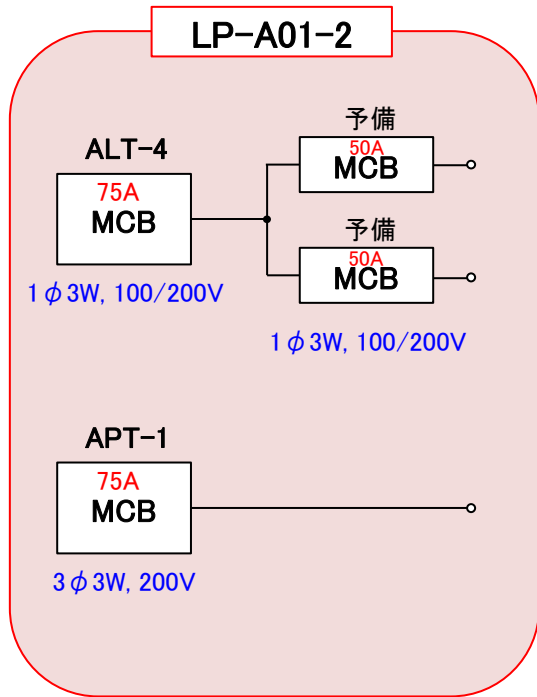 LP-A01-2
ALT-4
75A
MCB
1φ3W, 100/200V
予備
50A
MCB
予備
50A
MCB
1φ3W, 100/200V
APT-1
75A
MCB
3φ3W, 200V